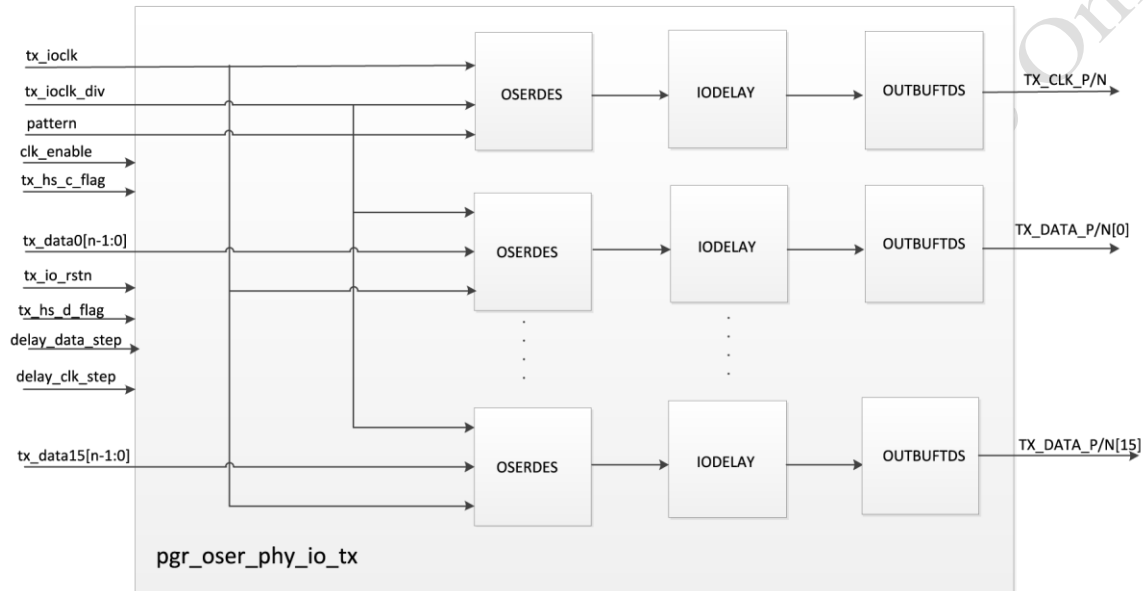 tx_ioclk
tx_ioclk_div
pattern
clk_enable
tx_hs_c_flag
tx_data0[n-1:0]
tx_io_rstn
tx_hs_d_flag
delay_data_step
delay_clk_step
tx_data15[n-1:0]
OSERDES
IODELAY
OUTBUFTDS
TX_CLK_P/N
OSERDES
IODELAY
OUTBUFTDS
TX_DATA_P/N[0]
OSERDES
IODELAY
OUTBUFTDS
TX_DATA_P/N[15]
pgr_oser_phy_io_tx